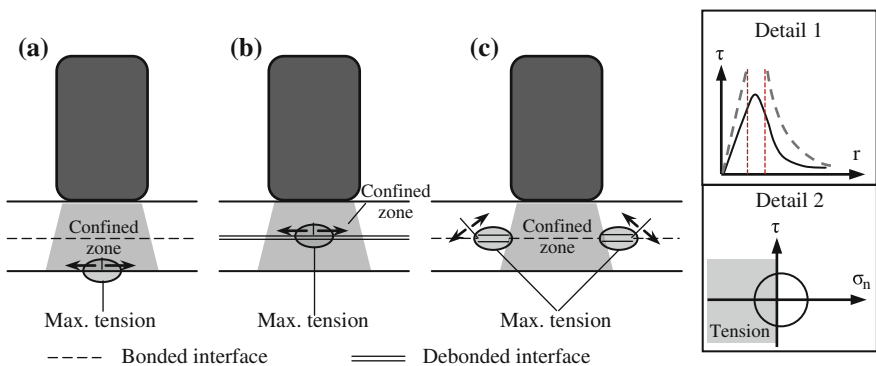 (a)
Confined
zone
Max. tension
(b)
Confined
zone
Max. tension
(c)
Confined
zone
Max. tension
Bonded interface
Debonded interface
Detail 1
τ
r
Detail 2
τ
σn
Tension